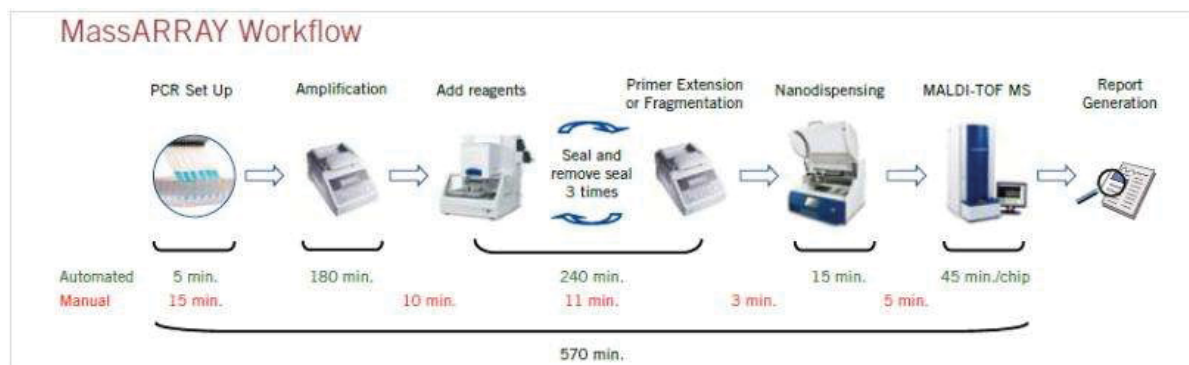 MassARRAY Workflow
PCR Set Up
Amplification
Add reagents
Primer Extension
or Fragmentation
Nanodispensing
MALDI-TOF MS
Report
Generation
Seal and
remove seal
3 times
Automated 5 min. 180 min. 240 min. 15 min. 45 min./chip
Manual 15 min. 10 min. 11 min. 3 min. 5 min.
570 min.